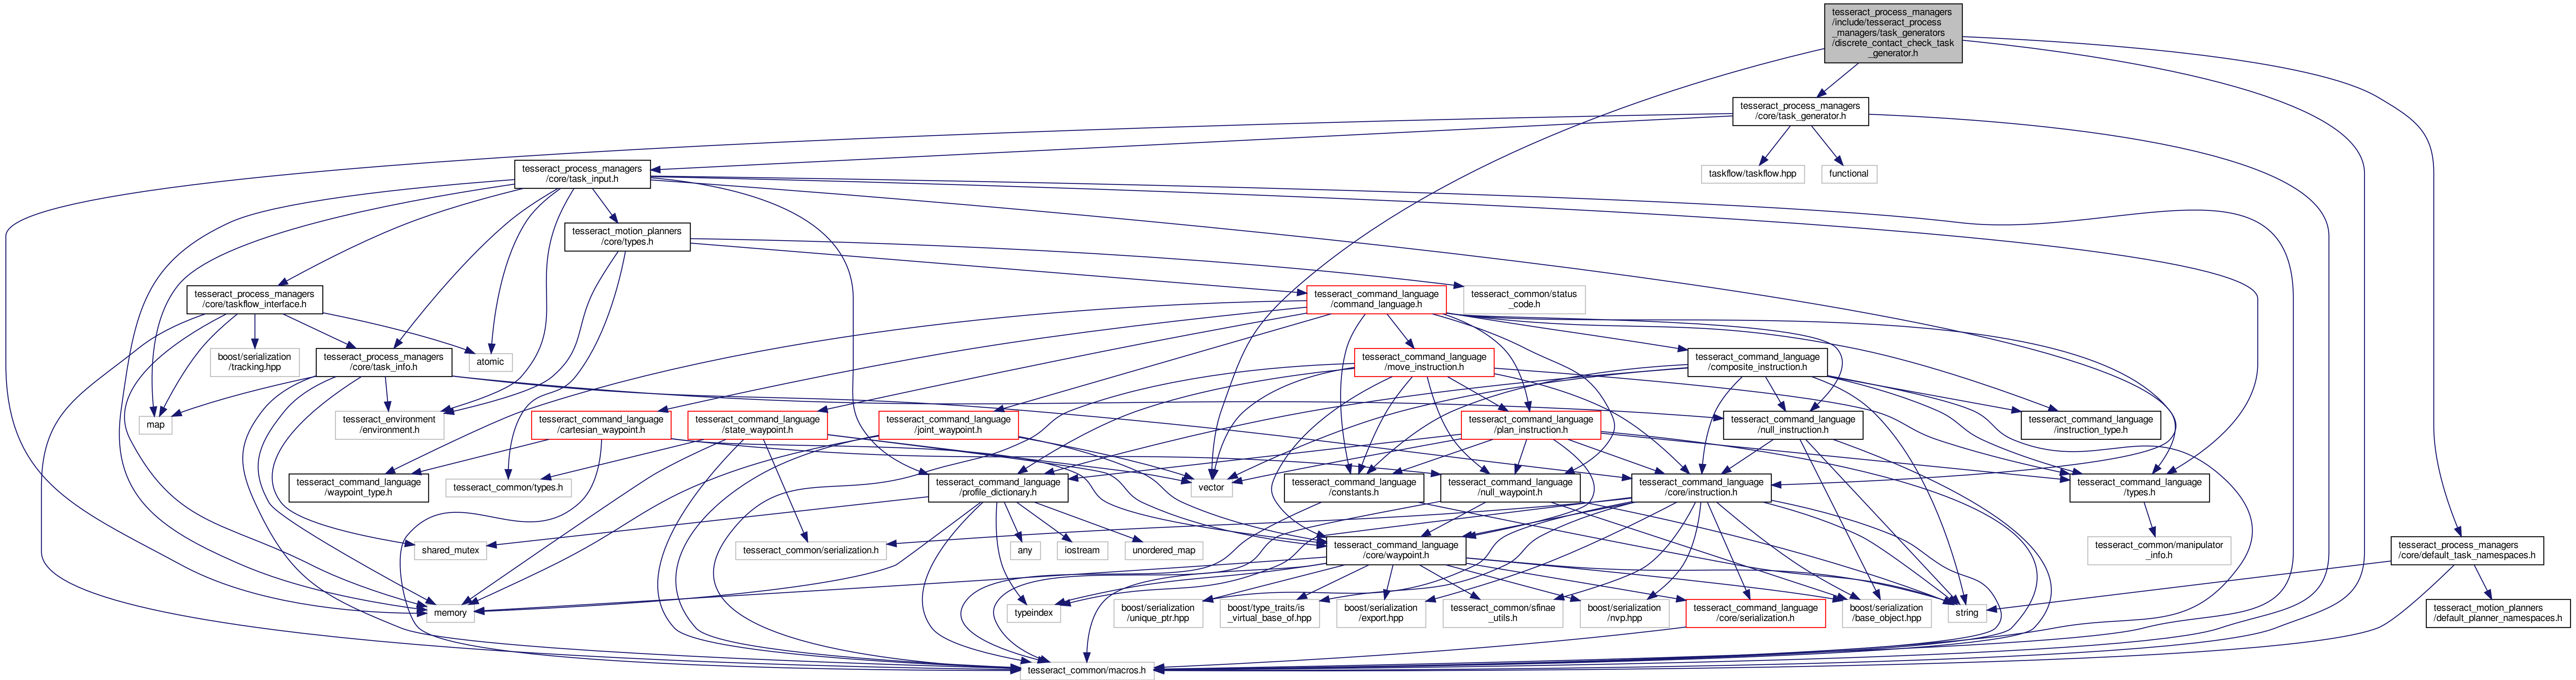 tesseract_process_managers
/include/tesseract_process
_managers/task_generators
/discrete_contact_check_task
_generator.h
tesseract_process_managers
/core/task_generator.h
tesseract_process_managers
/core/task_input.h
taskflow/taskflow.hpp
functional
tesseract_motion_planners
/core/types.h
tesseract_process_managers
/core/taskflow_interface.h
tesseract_command_language
/command_language.h
tesseract_common/status
_code.h
boost/serialization
/tracking.hpp
tesseract_process_managers
/core/task_info.h
atomic
tesseract_command_language
/move_instruction.h
tesseract_command_language
/composite_instruction.h
map
tesseract_environment
/environment.h
tesseract_command_language
/cartesian_waypoint.h
tesseract_command_language
/state_waypoint.h
tesseract_command_language
/joint_waypoint.h
tesseract_command_language
/plan_instruction.h
tesseract_command_language
/null_instruction.h
tesseract_command_language
/instruction_type.h
tesseract_command_language
/waypoint_type.h
tesseract_common/types.h
tesseract_command_language
/profile_dictionary.h
vector
tesseract_command_language
/constants.h
tesseract_command_language
/null_waypoint.h
tesseract_command_language
/core/instruction.h
tesseract_command_language
/types.h
shared_mutex
tesseract_common/serialization.h
any
iostream
unordered_map
tesseract_command_language
/core/waypoint.h
tesseract_common/manipulator
_info.h
tesseract_process_managers
/core/default_task_namespaces.h
memory
typeindex
boost/serialization
/unique_ptr.hpp
boost/type_traits/is
_virtual_base_of.hpp
boost/serialization
/export.hpp
tesseract_common/sfinae
_utils.h
boost/serialization
/nvp.hpp
tesseract_command_language
/core/serialization.h
boost/serialization
/base_object.hpp
string
tesseract_motion_planners
/default_planner_namespaces.h
tesseract_common/macros.h